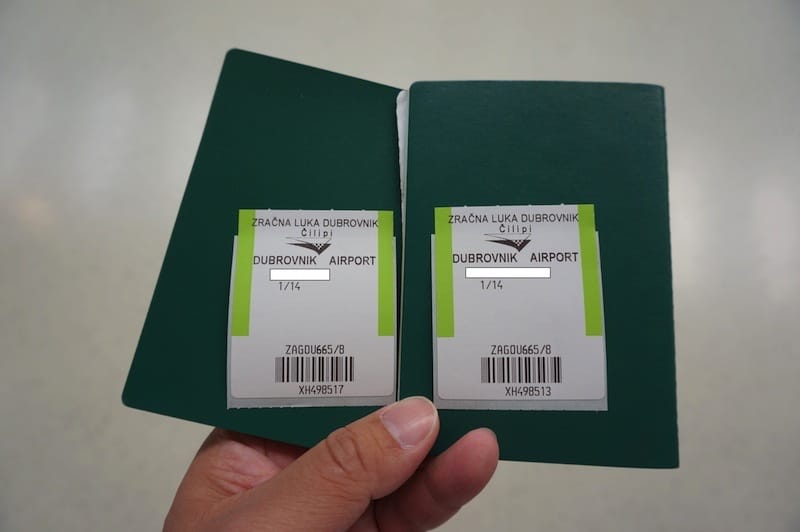 ZRAČNA LUKA DUBROVNIK
Čilipi
DUBROVNIK AIRPORT
1/14
ZAGOU665/8
XH498517
ZRAČNA LUKA DUBROVNIK
Čilipi
DUBROVNIK AIRPORT
1/14
ZAGOU665/8
XH498513